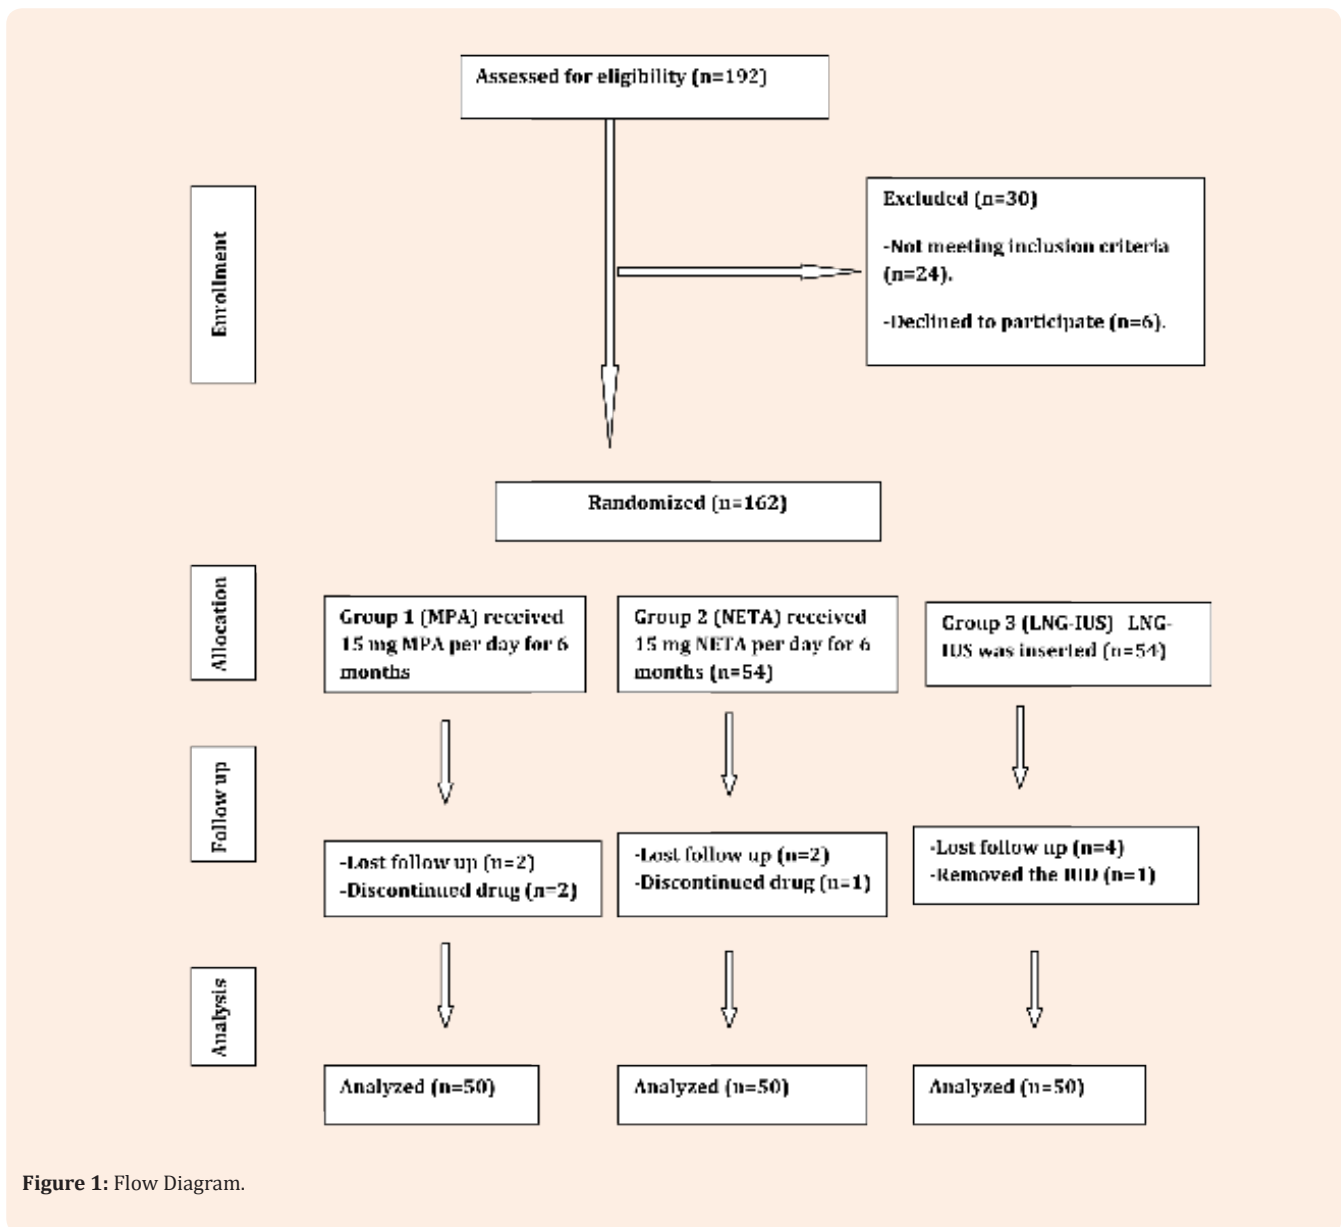 Assessed for eligibility (n=192)
Enrollment
Excluded (n=30)
-Not meeting inclusion criteria
(n=24).
-Declined to participate (n=6).
Randomized (n=162)
Allocation
Group 1 (MPA) received
15 mg MPA per day for 6
months
Group 2 (NETA) received
15 mg NETA per day for 6
months (n=54)
Group 3 (LNG-IUS) LNG-
IUS was inserted (n=54)
Follow up
-Lost follow up (n=2)
-Discontinued drug (n=2)
-Lost follow up (n=2)
-Discontinued drug (n=1)
-Lost follow up (n=4)
-Removed the IUD (n=1)
Analysis
Analyzed (n=50)
Analyzed (n=50)
Analyzed (n=50)
Figure 1: Flow Diagram.